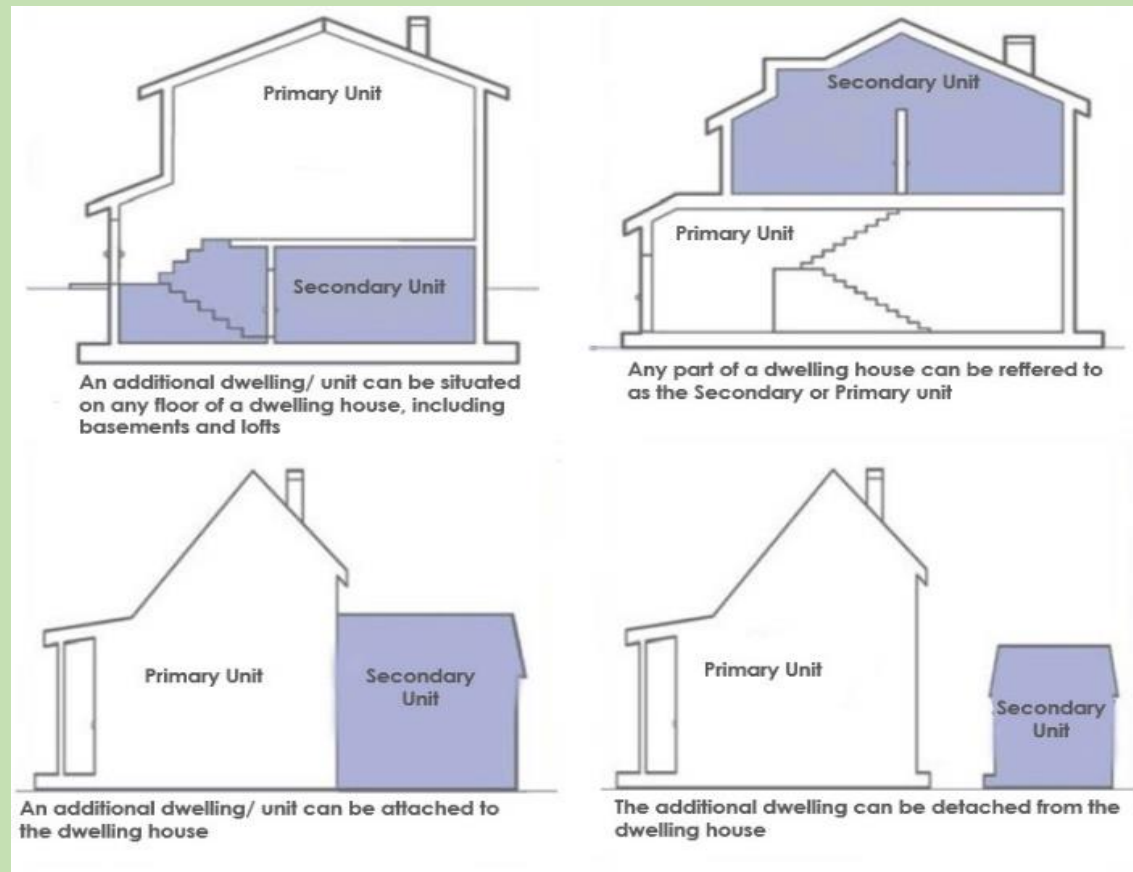 Primary Unit
Secondary Unit
An additional dwelling/ unit can be situated
on any floor of a dwelling house, including
basements and lofts
Secondary Unit
Primary Unit
Any part of a dwelling house can be reffered to
as the Secondary or Primary unit
Primary Unit
Secondary
Unit
An additional dwelling/ unit can be attached to
the dwelling house
Primary Unit
Secondary
Unit
The additional dwelling can be detached from the
dwelling house